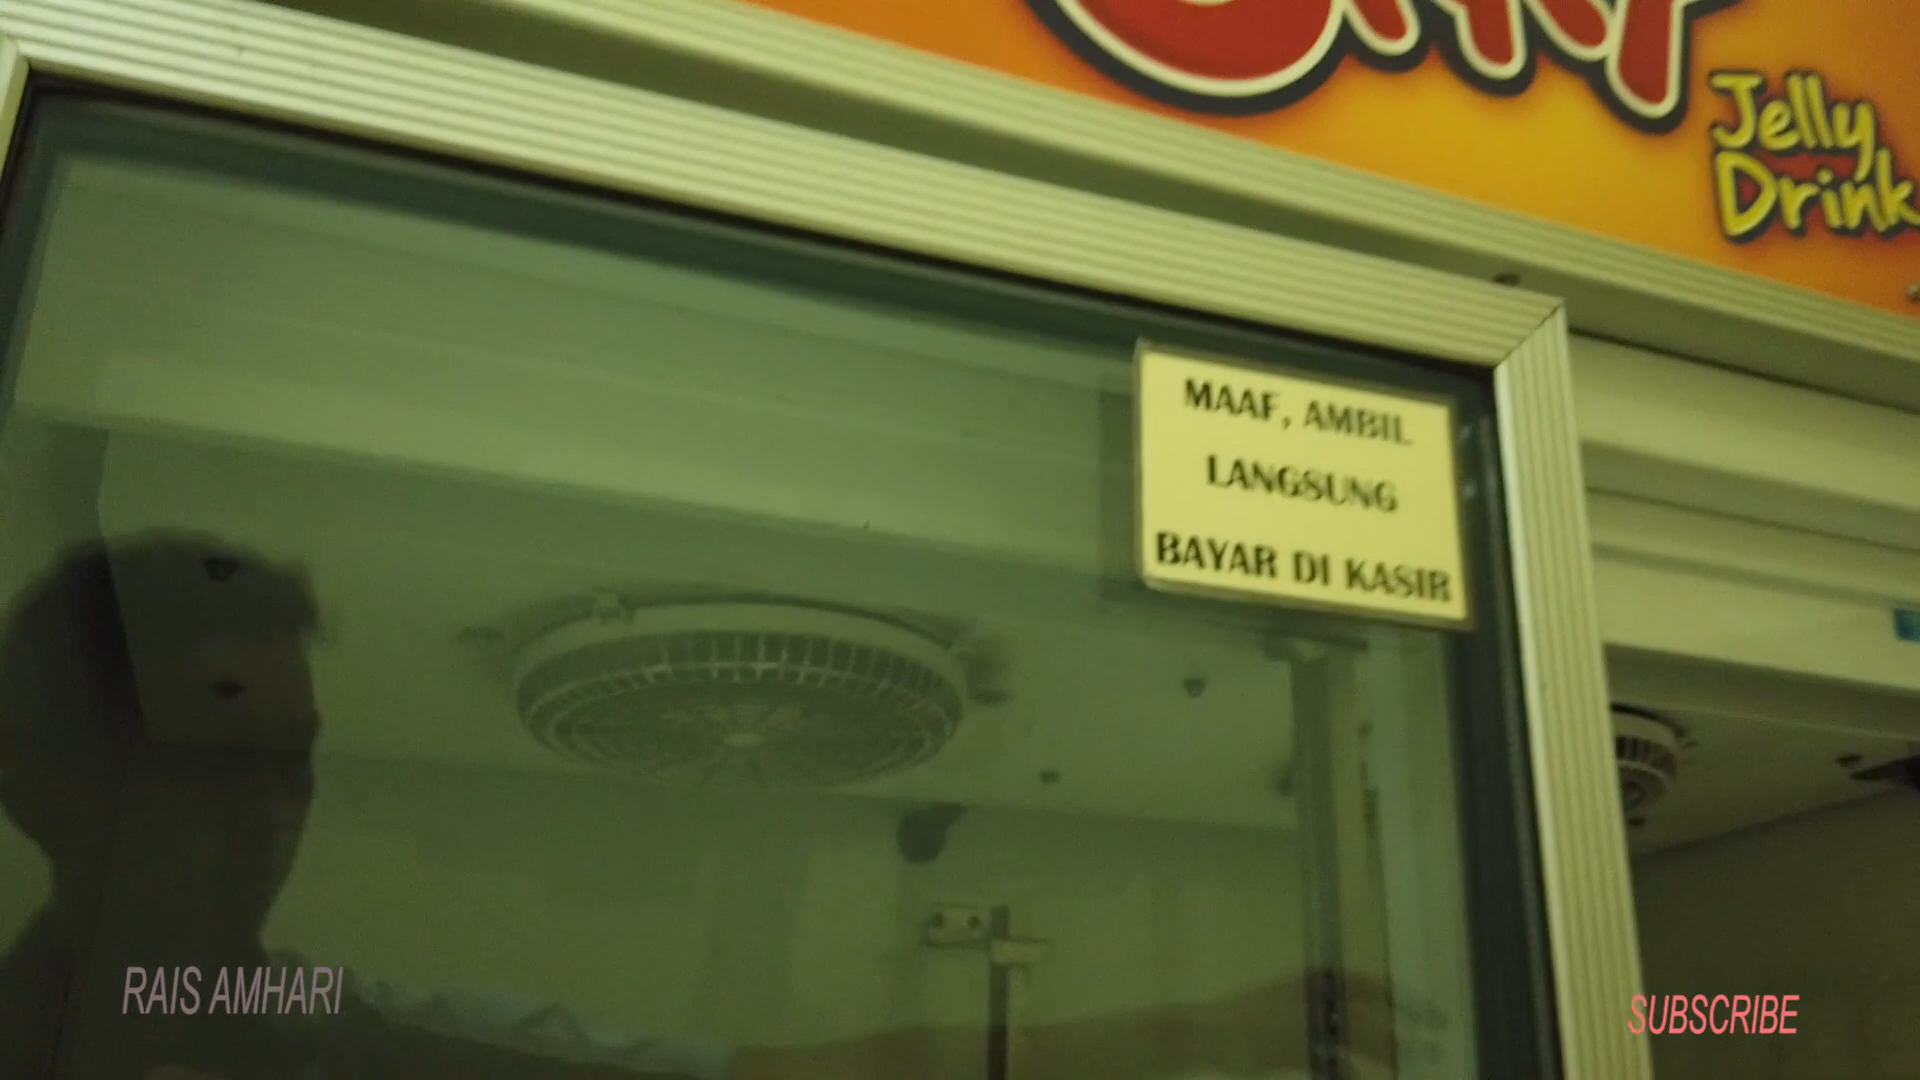 Jelly
Drink
MAAF, AMBIL
LANGSUNG
BAYAR DI KASIR
RAIS AMHARI
SUBSCRIBE